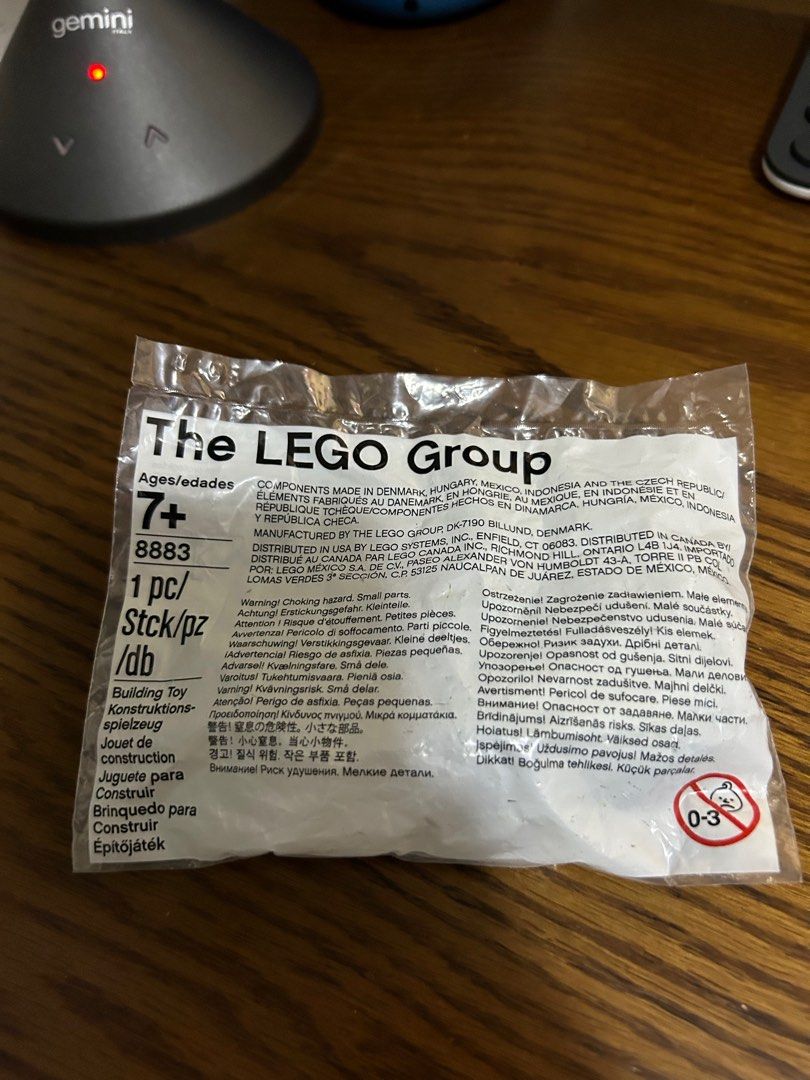 gemini
The LEGO Group
Ages/edades
7+
8883
1 pc/
Stck/pz
/db
Building Toy
Konstruktions-
spielzeug
Jouet de
construction
Juguete para
Construir
Brinquedo para
Construir
Építőjáték
COMPONENTS MADE IN DENMARK, HUNGARY, MEXICO, INDONESIA AND THE CZECH REPUBLIC/
ÉLÉMENTS FABRIQUÉS AU DANEMARK, EN HONGRIE, AU MEXIQUE, EN INDONÉSIE ET EN
RÉPUBLIQUE TCHÈQUE/COMPONENTES HECHOS EN DINAMARCA, HUNGRÍA, MÉXICO, INDONESIA
Y REPÚBLICA CHECA.
MANUFACTURED BY THE LEGO GROUP, DK-7190 BILLUND, DENMARK.
DISTRIBUTED IN USA BY LEGO SYSTEMS, INC., ENFIELD, CT 06083. DISTRIBUTED IN CANADA BY/
DISTRIBUÉ AU CANADA PAR LEGO CANADA INC., RICHMOND HILL, ONTARIO L4B 1J4. IMPORTADO
POR: LEGO MÉXICO S.A. DE C.V., PASEO ALEXANDER VON HUMBOLDT 43-A, TORRE II PB COL.
LOMAS VERDES 3ª SECCIÓN, C.P. 53125 NAUCALPAN DE JUÁREZ, ESTADO DE MÉXICO, MÉXICO.
Warning! Choking hazard. Small parts.
Achtung! Erstickungsgefahr. Kleinteile.
Attention ! Risque d'étouffement. Petites pièces.
Avvertenza! Pericolo di soffocamento. Parti piccole.
Waarschuwing! Verstikkingsgevaar. Kleine deeltjes.
¡Advertencia! Riesgo de asfixia. Piezas pequeñas.
Advarsel! Kvælningsfare. Små dele.
Varoitus! Tukehtumisvaara. Pieniä osia.
Varning! Kvävningsrisk. Små delar.
Atenção! Perigo de asfixia. Peças pequenas.
Προειδοποίηση! Κίνδυνος πνιγμού. Μικρά κομματάκια.
警告! 窒息の危険性。小さな部品。
警告! 小心窒息。当心小物件。
경고! 질식 위험. 작은 부품 포함.
Внимание! Риск удушения. Мелкие детали.
Ostrzeżenie! Zagrożenie zadławieniem. Małe elementy
Upozornění! Nebezpečí udušení. Malé součástky.
Upozornenie! Nebezpečenstvo udusenia. Malé
Figyelmeztetés! Fulladásveszély! Kis elemek.
Обережно! Ризик задухи. Дрібні деталі.
Upozorenje! Opasnost od gušenja. Sitni dijelovi.
Упозорење! Опасност од гушења. Мали делови
Opozorilo! Nevarnost zadušitve. Majhni delčki.
Avertisment! Pericol de sufocare. Piese mici.
Внимание! Опасност от задавяне. Малки части.
Brīdinājums! Aizrīšanās risks. Sīkas daļas.
Hoiatus! Lämbumisoht. Väiksed osad.
Įspėjimas! Uždusimo pavojus! Mažos detalės.
Dikkat! Boğulma tehlikesi. Küçük parçalar.
0-3